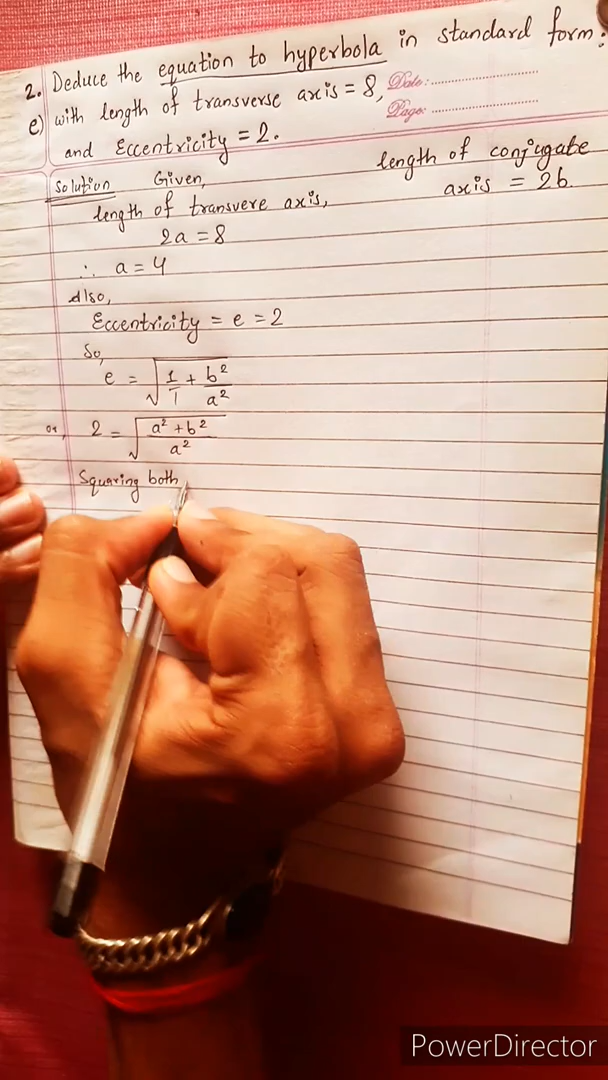 2. Deduce the equation to hyperbola in standard form:
e) with length of transverse axis = 8,
and Eccentricity = 2.
Date: ..............................
Page: ..............................
Solution Given,
length of transvere axis,
2a = 8
∴ a = 4
Also,
Eccentricity = e = 2
So,
e = √(1/1 + b²/a²)
or, 2 = √((a² + b²)/a²)
Squaring both
length of conjugate
axis = 2b.
PowerDirector